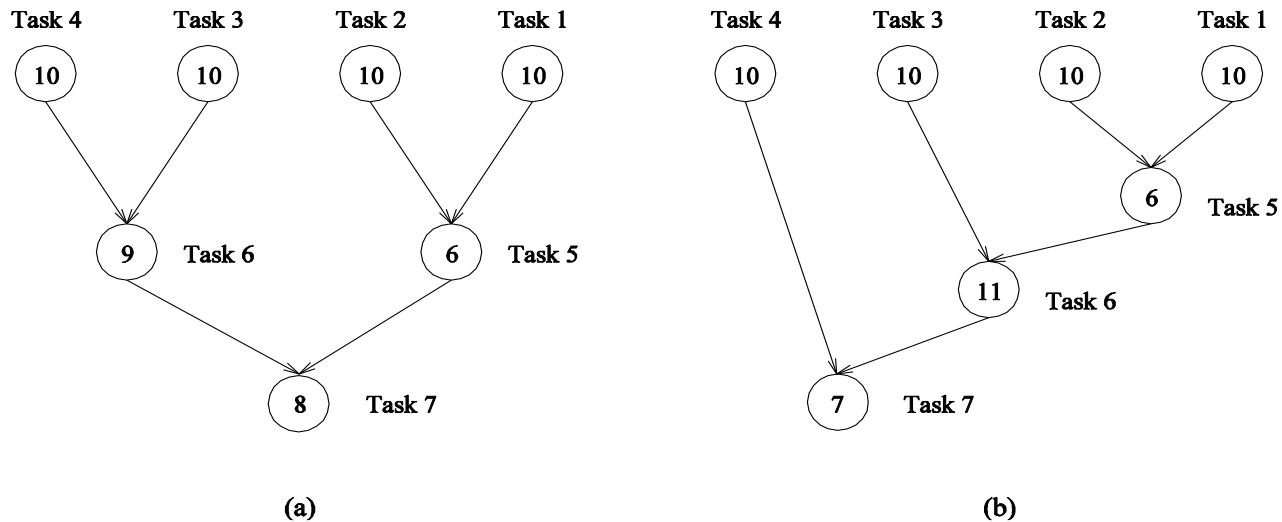 Task 4 Task 3 Task 2 Task 1 Task 4 Task 3 Task 2 Task 1
10 10 10 10 10 10 10 10
6 Task 5
9 Task 6 6 Task 5
11 Task 6
8 Task 7 7 Task 7
(a) (b)